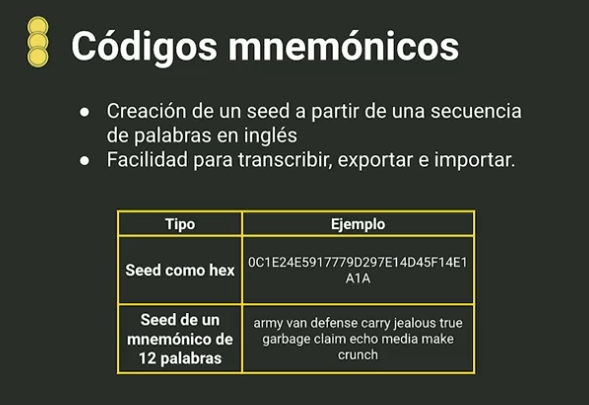 Códigos mnemónicos
● Creación de un seed a partir de una secuencia
de palabras en inglés
● Facilidad para transcribir, exportar e importar.
Tipo Ejemplo
Seed como hex 0C1E24E5917779D297E14D45F14E1
A1A
Seed de un
mnemónico de
12 palabras
army van defense carry jealous true
garbage claim echo media make
crunch